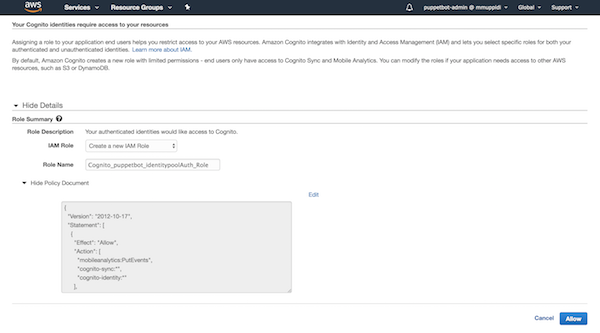 aws Services Resource Groups puppetbot-admin @ mmuppidi Global Support
Your Cognito identities require access to your resources
Assigning a role to your application end users helps you restrict access to your AWS resources. Amazon Cognito integrates with Identity and Access Management (IAM) and lets you select specific roles for both your
authenticated and unauthenticated identities. Learn more about IAM.
By default, Amazon Cognito creates a new role with limited permissions - end users only have access to Cognito Sync and Mobile Analytics. You can modify the roles if your application needs access to other AWS
resources, such as S3 or DynamoDB.
Hide Details
Role Summary ?
Role Description Your authenticated identities would like access to Cognito.
IAM Role Create a new IAM Role
Role Name Cognito_puppetbot_identitypoolAuth_Role
Hide Policy Document
Edit
{
"Version": "2012-10-17",
"Statement": [
{
"Effect": "Allow",
"Action": [
"mobileanalytics:PutEvents",
"cognito-sync:*",
"cognito-identity:*"
],
Cancel Allow